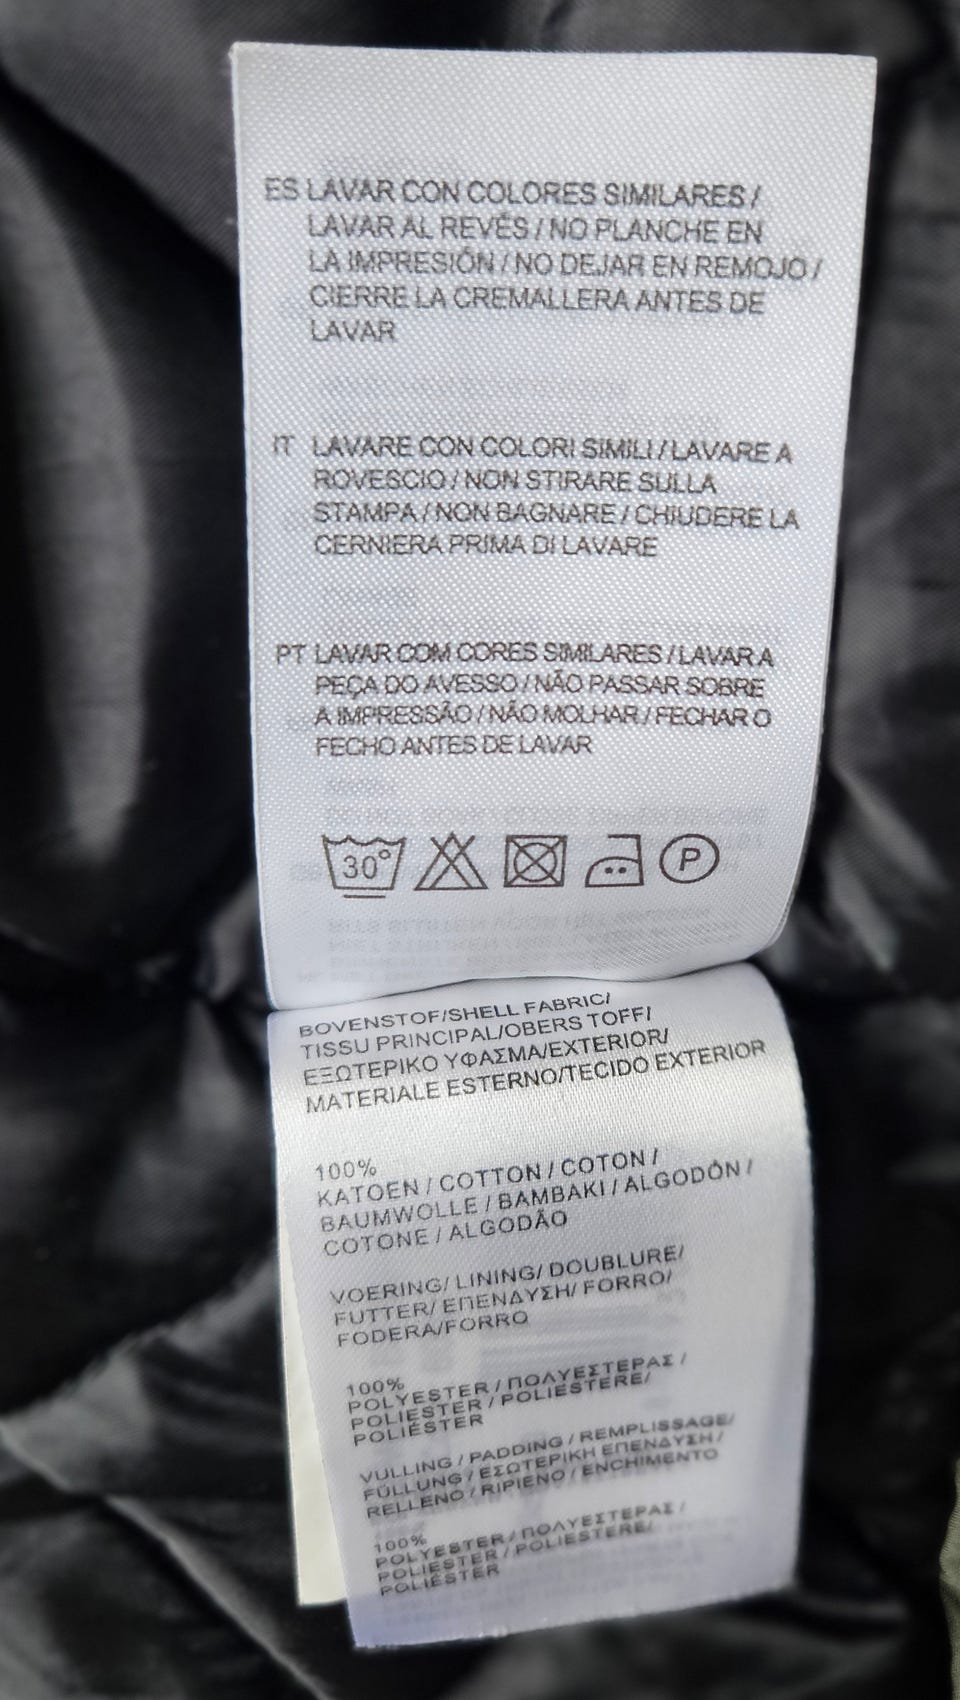 ES LAVAR CON COLORES SIMILARES /
LAVAR AL REVÉS / NO PLANCHE EN
LA IMPRESIÓN / NO DEJAR EN REMOJO /
CIERRE LA CREMALLERA ANTES DE
LAVAR
IT LAVARE CON COLORI SIMILI / LAVARE A
ROVESCIO / NON STIRARE SULLA
STAMPA / NON BAGNARE / CHIUDERE LA
CERNIERA PRIMA DI LAVARE
PT LAVAR COM CORES SIMILARES / LAVAR A
PEÇA DO AVESSO / NÃO PASSAR SOBRE
A IMPRESSÃO / NÃO MOLHAR / FECHAR O
FECHO ANTES DE LAVAR
30° P
BOVENSTOF/SHELL FABRIC/
TISSU PRINCIPAL/OBERS TOFF/
ΕΞΩΤΕΡΙΚΟ ΥΦΑΣΜΑ/EXTERIOR/
MATERIALE ESTERNO/TECIDO EXTERIOR
100%
KATOEN / COTTON / COTON /
BAUMWOLLE / BAMBAKI / ALGODÔN /
COTONE / ALGODÃO
VOERING/ LINING/ DOUBLURE/
FUTTER/ ΕΠΕΝΔΥΣΗ/ FORRO/
FODERA/FORRO
100%
POLYESTER / ΠΟΛΥΕΣΤΕΡΑΣ /
POLIESTER / POLIESTERE/
POLIÉSTER
VULLING / PADDING / REMPLISSAGE/
FÜLLUNG / ΕΣΩΤΕΡΙΚΗ ΕΠΕΝΔΥΣΗ /
RELLENO / RIPIENO / ENCHIMENTO
100%
POLYESTER / ΠΟΛΥΕΣΤΕΡΑΣ /
POLIESTER / POLIESTERE/
POLIÉSTER